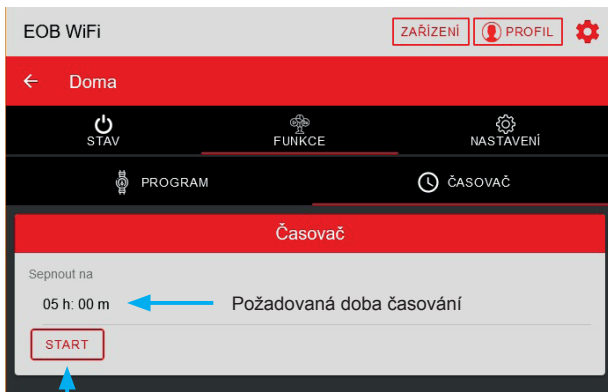 EOB WiFi
ZAŘÍZENÍ
PROFIL
Doma
STAV
FUNKCE
NASTAVENÍ
PROGRAM
ČASOVAČ
Časovač
Sepnout na
05 h: 00 m
Požadovaná doba časování
START